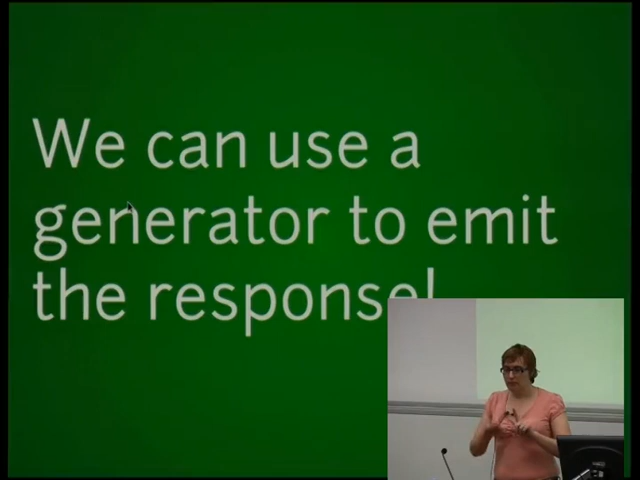 We can use a
generator to emit
the response!